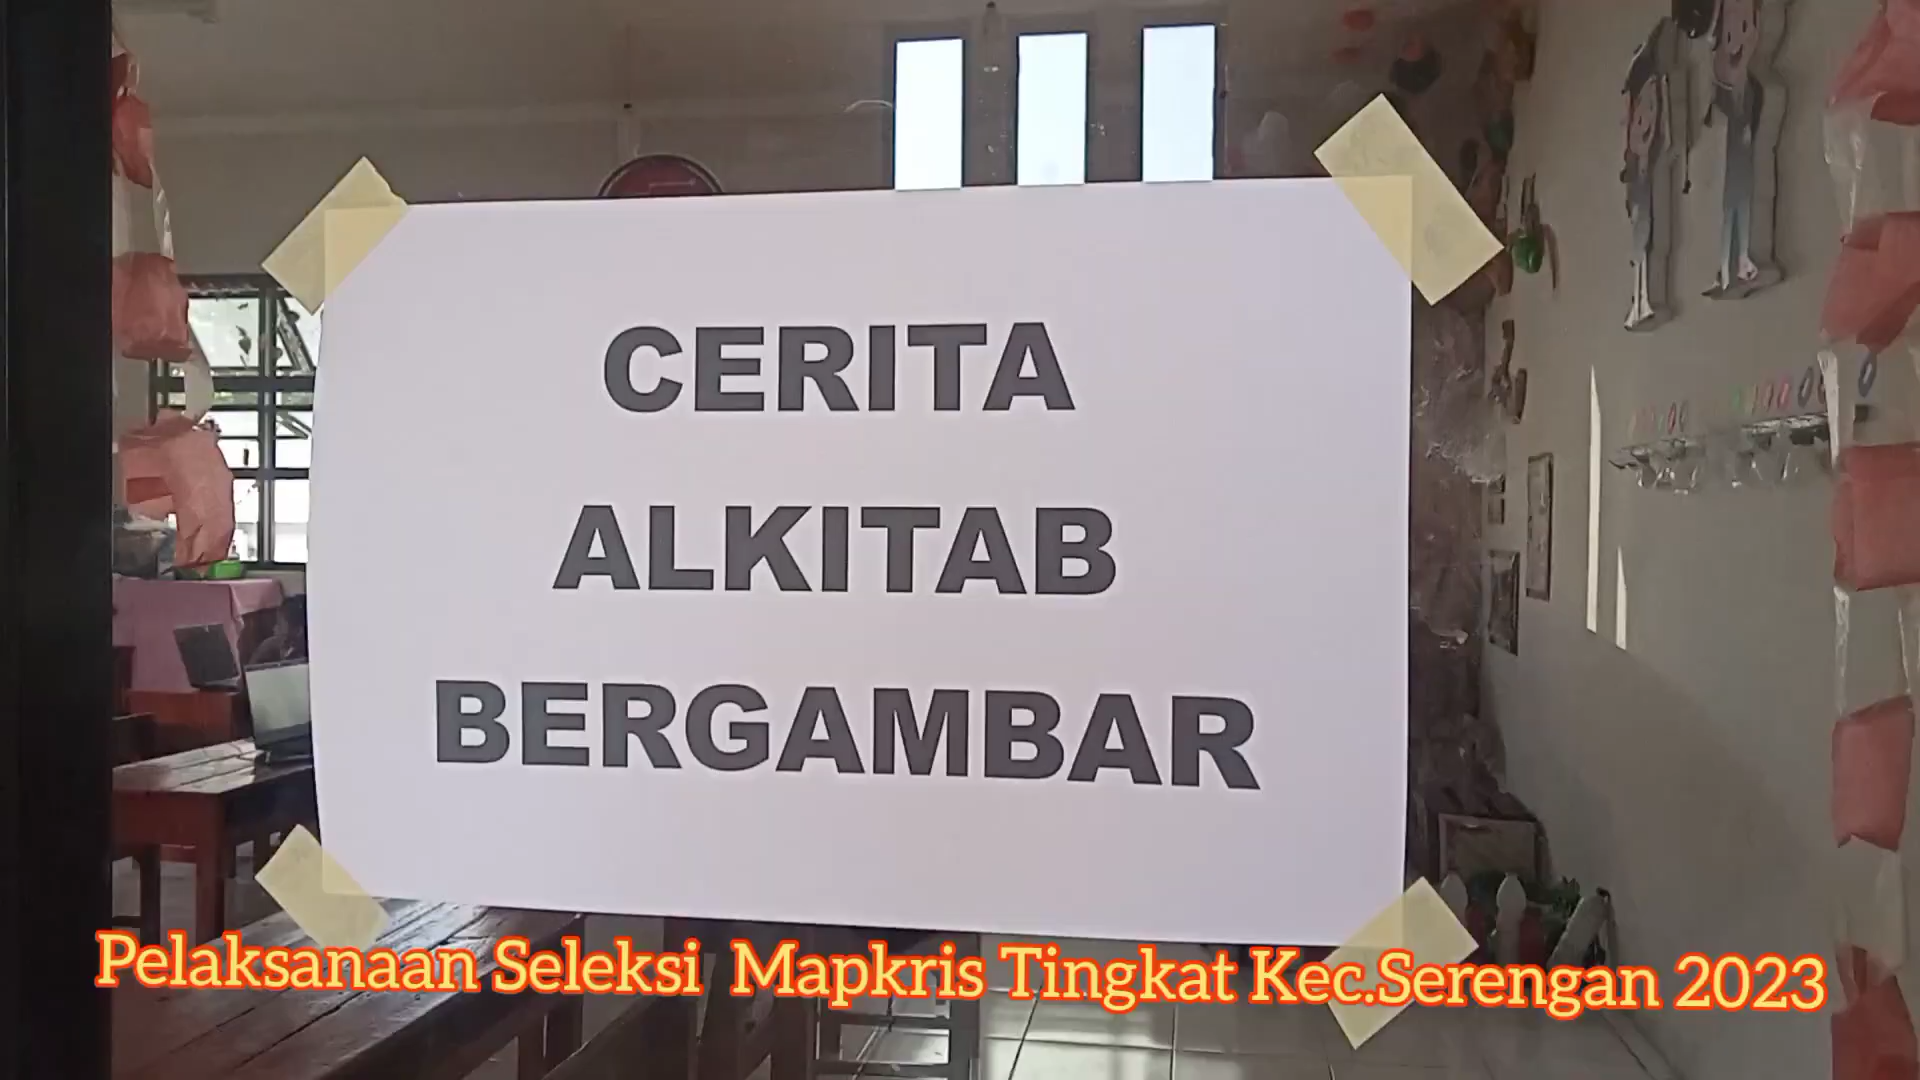 CERITA
ALKITAB
BERGAMBAR
Pelaksanaan Seleksi Mapkris Tingkat Kec.Serengan 2023